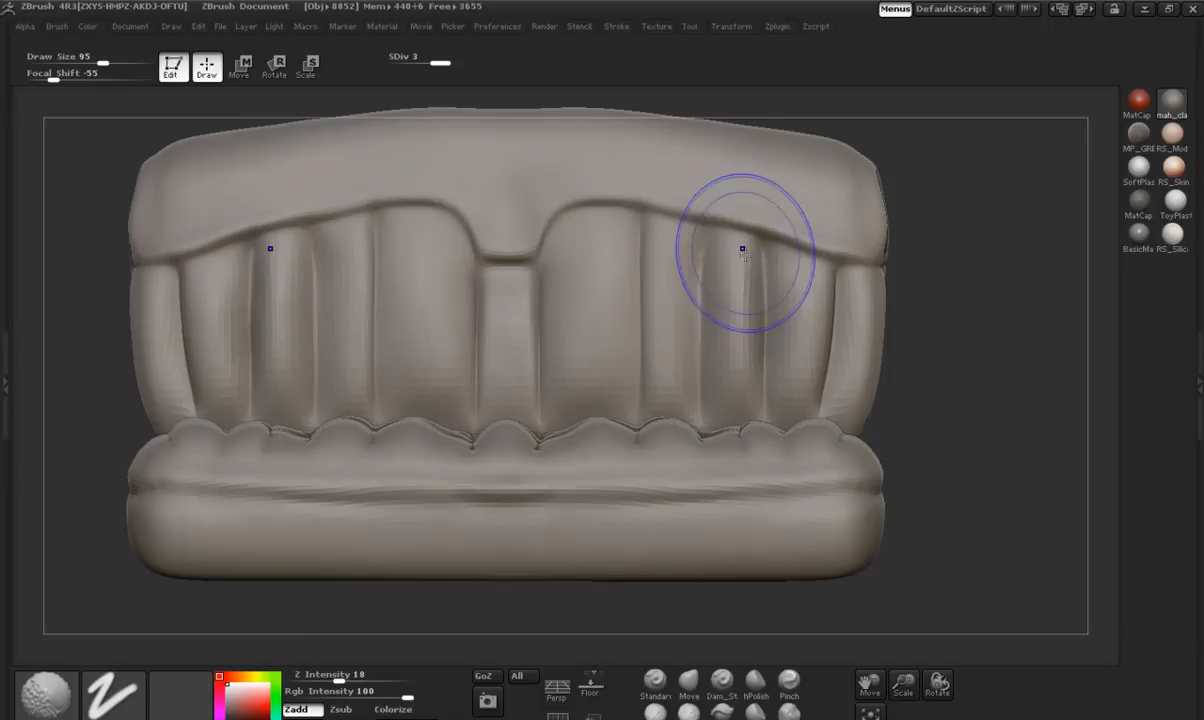 ZBrush 4R3[ZXYS-HMPZ-AKDJ-OFTU] ZBrush Document [Obj▸8852] Mem▸440+6 Free▸3655 Menus DefaultZScript
Alpha Brush Color Document Draw Edit File Layer Light Macro Marker Material Movie Picker Preferences Render Stencil Stroke Texture Tool Transform Zplugin Zscript
Draw Size 95
Focal Shift -55
Edit Draw Move Rotate Scale
SDiv 3
MatCap mah_cla
MP_GRE RS_Mod
SoftPlas RS_Skin
MatCap ToyPlast
BasicMa RS_Silic
Z Intensity 18
Rgb Intensity 100
Zadd Zsub Colorize
GoZ All
Persp Floor
Standard Move Dam_St hPolish Pinch
Move Scale Rotate